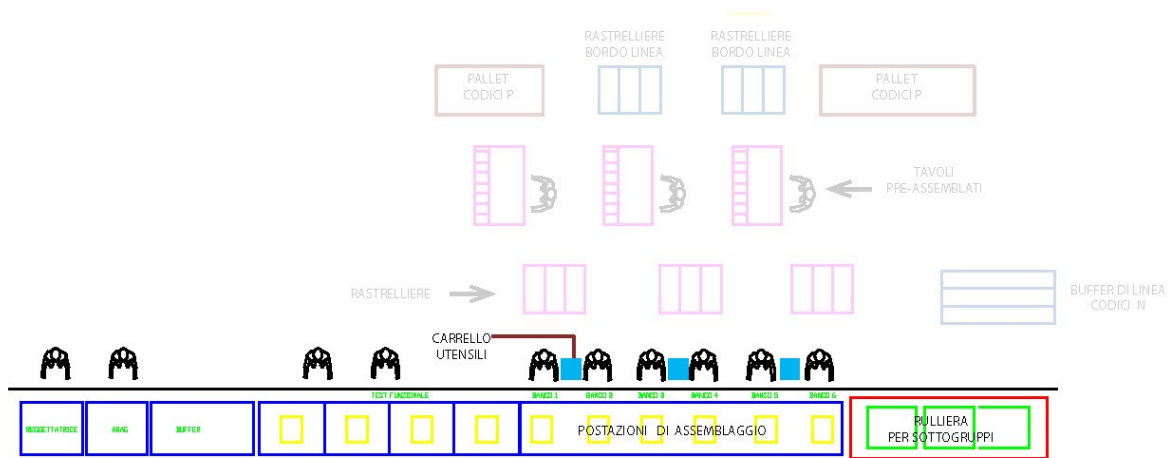 RASTRELLIERE
BORDO LINEA
RASTRELLIERE
BORDO LINEA
PALLET
CODICI P
PALLET
CODICI P
TAVOLI
PRE-ASSEMBLATI
RASTRELLIERE
BUFFER DI LINEA
CODICI N
CARRELLO
UTENSILI
TEST FUNZIONALE
BANCO 1
BANCO 2
BANCO 3
BANCO 4
BANCO 5
BANCO 6
REGGETTATRICE
BUFFER
POSTAZIONI DI ASSEMBLAGGIO
RULLIERA
PER SOTTOGRUPPI